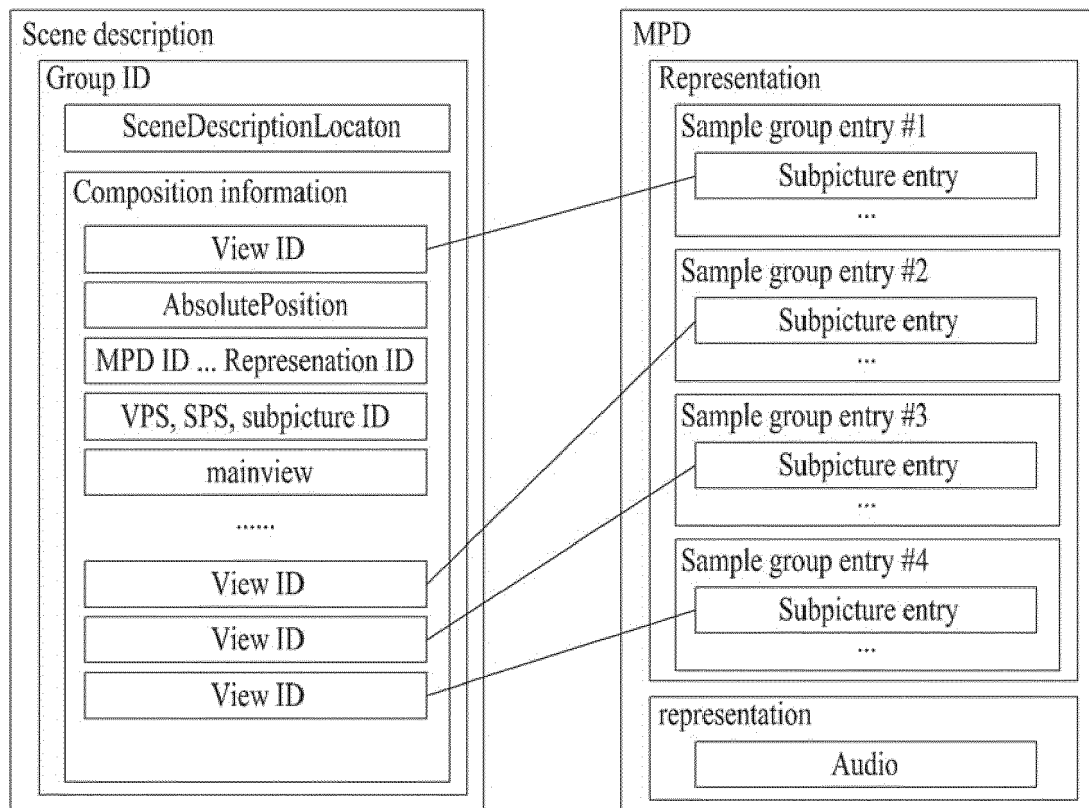 Scene description
Group ID
SceneDescriptionLocaton
Composition information
View ID
AbsolutePosition
MPD ID ... Represenation ID
VPS, SPS, subpicture ID
mainview
......
View ID
View ID
View ID
MPD
Representation
Sample group entry #1
Subpicture entry
...
Sample group entry #2
Subpicture entry
...
Sample group entry #3
Subpicture entry
...
Sample group entry #4
Subpicture entry
...
representation
Audio